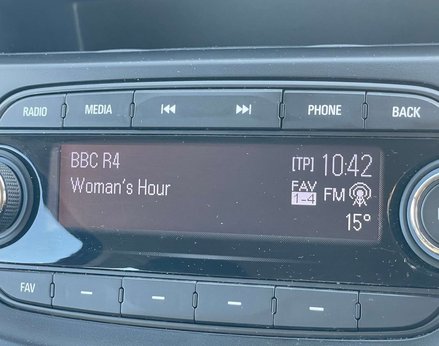 RADIO MEDIA PHONE BACK
BBC R4 [TP] 10:42
Woman's Hour FAV 1-4 FM
15°
FAV